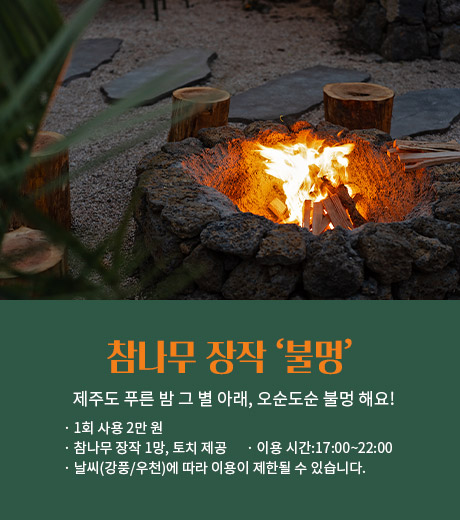 참나무 장작 ‘불멍’
제주도 푸른 밤 그 별 아래, 오순도순 불멍 해요!
· 1회 사용 2만 원
· 참나무 장작 1망, 토치 제공 · 이용 시간:17:00~22:00
· 날씨(강풍/우천)에 따라 이용이 제한될 수 있습니다.